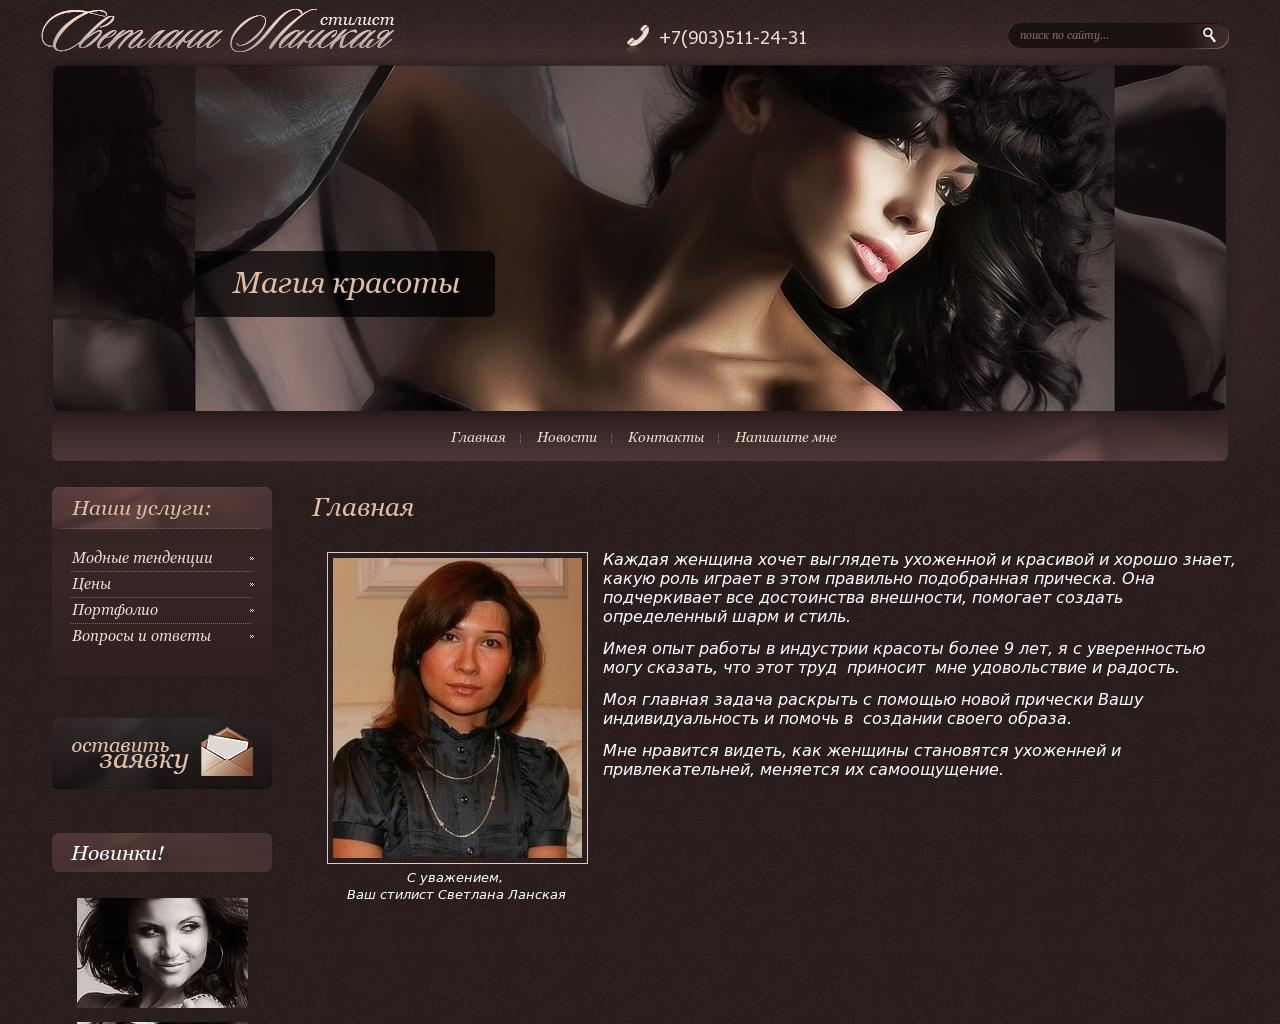 стилист
Светлана Ланская
+7(903)511-24-31
поиск по сайту...
Магия красоты
Главная
Новости
Контакты
Напишите мне
Наши услуги:
Модные тенденции
Цены
Портфолио
Вопросы и ответы
оставить
заявку
Новинки!
Главная
Каждая женщина хочет выглядеть ухоженной и красивой и хорошо знает,
какую роль играет в этом правильно подобранная прическа. Она
подчеркивает все достоинства внешности, помогает создать
определенный шарм и стиль.
Имея опыт работы в индустрии красоты более 9 лет, я с уверенностью
могу сказать, что этот труд  приносит  мне удовольствие и радость.
Моя главная задача раскрыть с помощью новой прически Вашу
индивидуальность и помочь в  создании своего образа.
Мне нравится видеть, как женщины становятся ухоженней и
привлекательней, меняется их самоощущение.
С уважением,
Ваш стилист Светлана Ланская